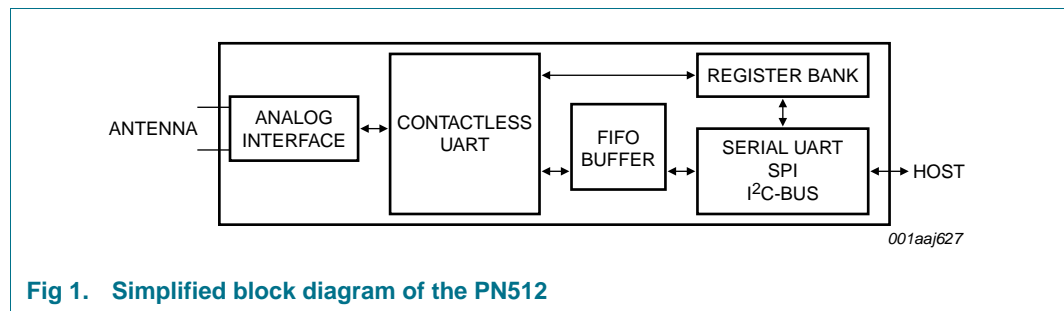 ANTENNA
ANALOG
INTERFACE
CONTACTLESS
UART
FIFO
BUFFER
REGISTER BANK
SERIAL UART
SPI
I²C-BUS
HOST
001aaj627
Fig 1. Simplified block diagram of the PN512